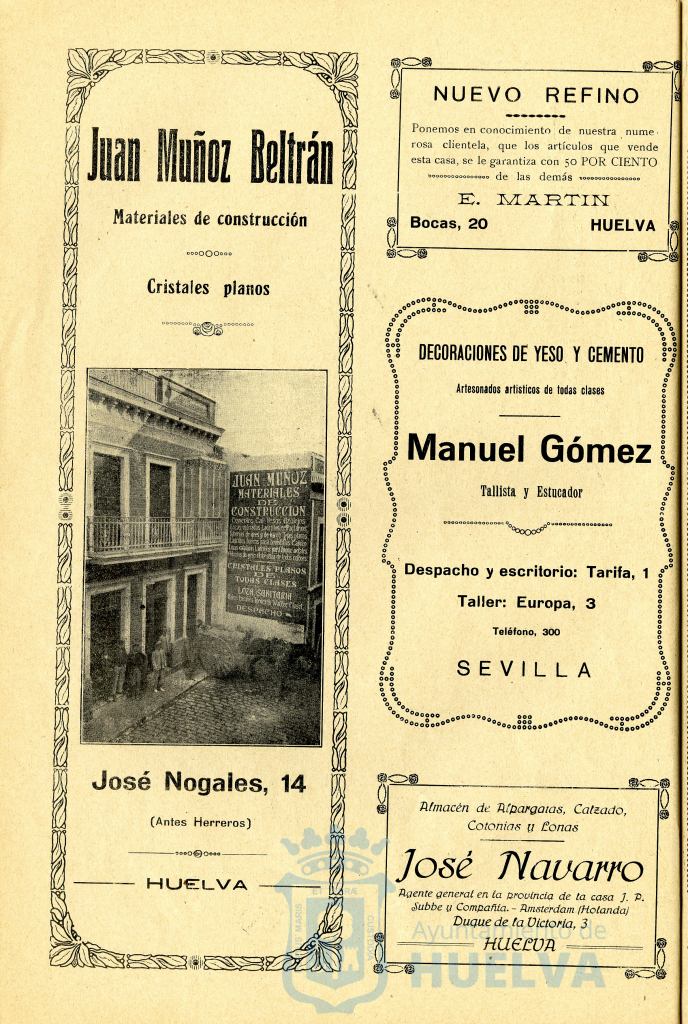 Juan Muñoz Beltrán
Materiales de construcción
Cristales planos
JUAN MUÑOZ
MATERIALES
DE
CONSTRUCCION
CRISTALES PLANOS
DE
TODAS CLASES
LOZA SANITARIA
DESPACHO
José Nogales, 14
(Antes Herreros)
HUELVA
NUEVO REFINO
Ponemos en conocimiento de nuestra nume-
rosa clientela, que los artículos que vende
esta casa, se le garantiza con 50 POR CIENTO
de las demás
E. MARTIN
Bocas, 20 HUELVA
DECORACIONES DE YESO Y CEMENTO
Artesonados artísticos de todas clases
Manuel Gómez
Tallista y Estucador
Despacho y escritorio: Tarifa, 1
Taller: Europa, 3
Teléfono, 300
SEVILLA
Almacén de Alpargatas, Calzado,
Colonias y Lonas
José Navarro
Agente general en la provincia de la casa J. P.
Subbe y Compañía. - Amsterdam (Holanda)
Duque de la Victoria, 3
HUELVA
Ayuntamiento de
HUELVA